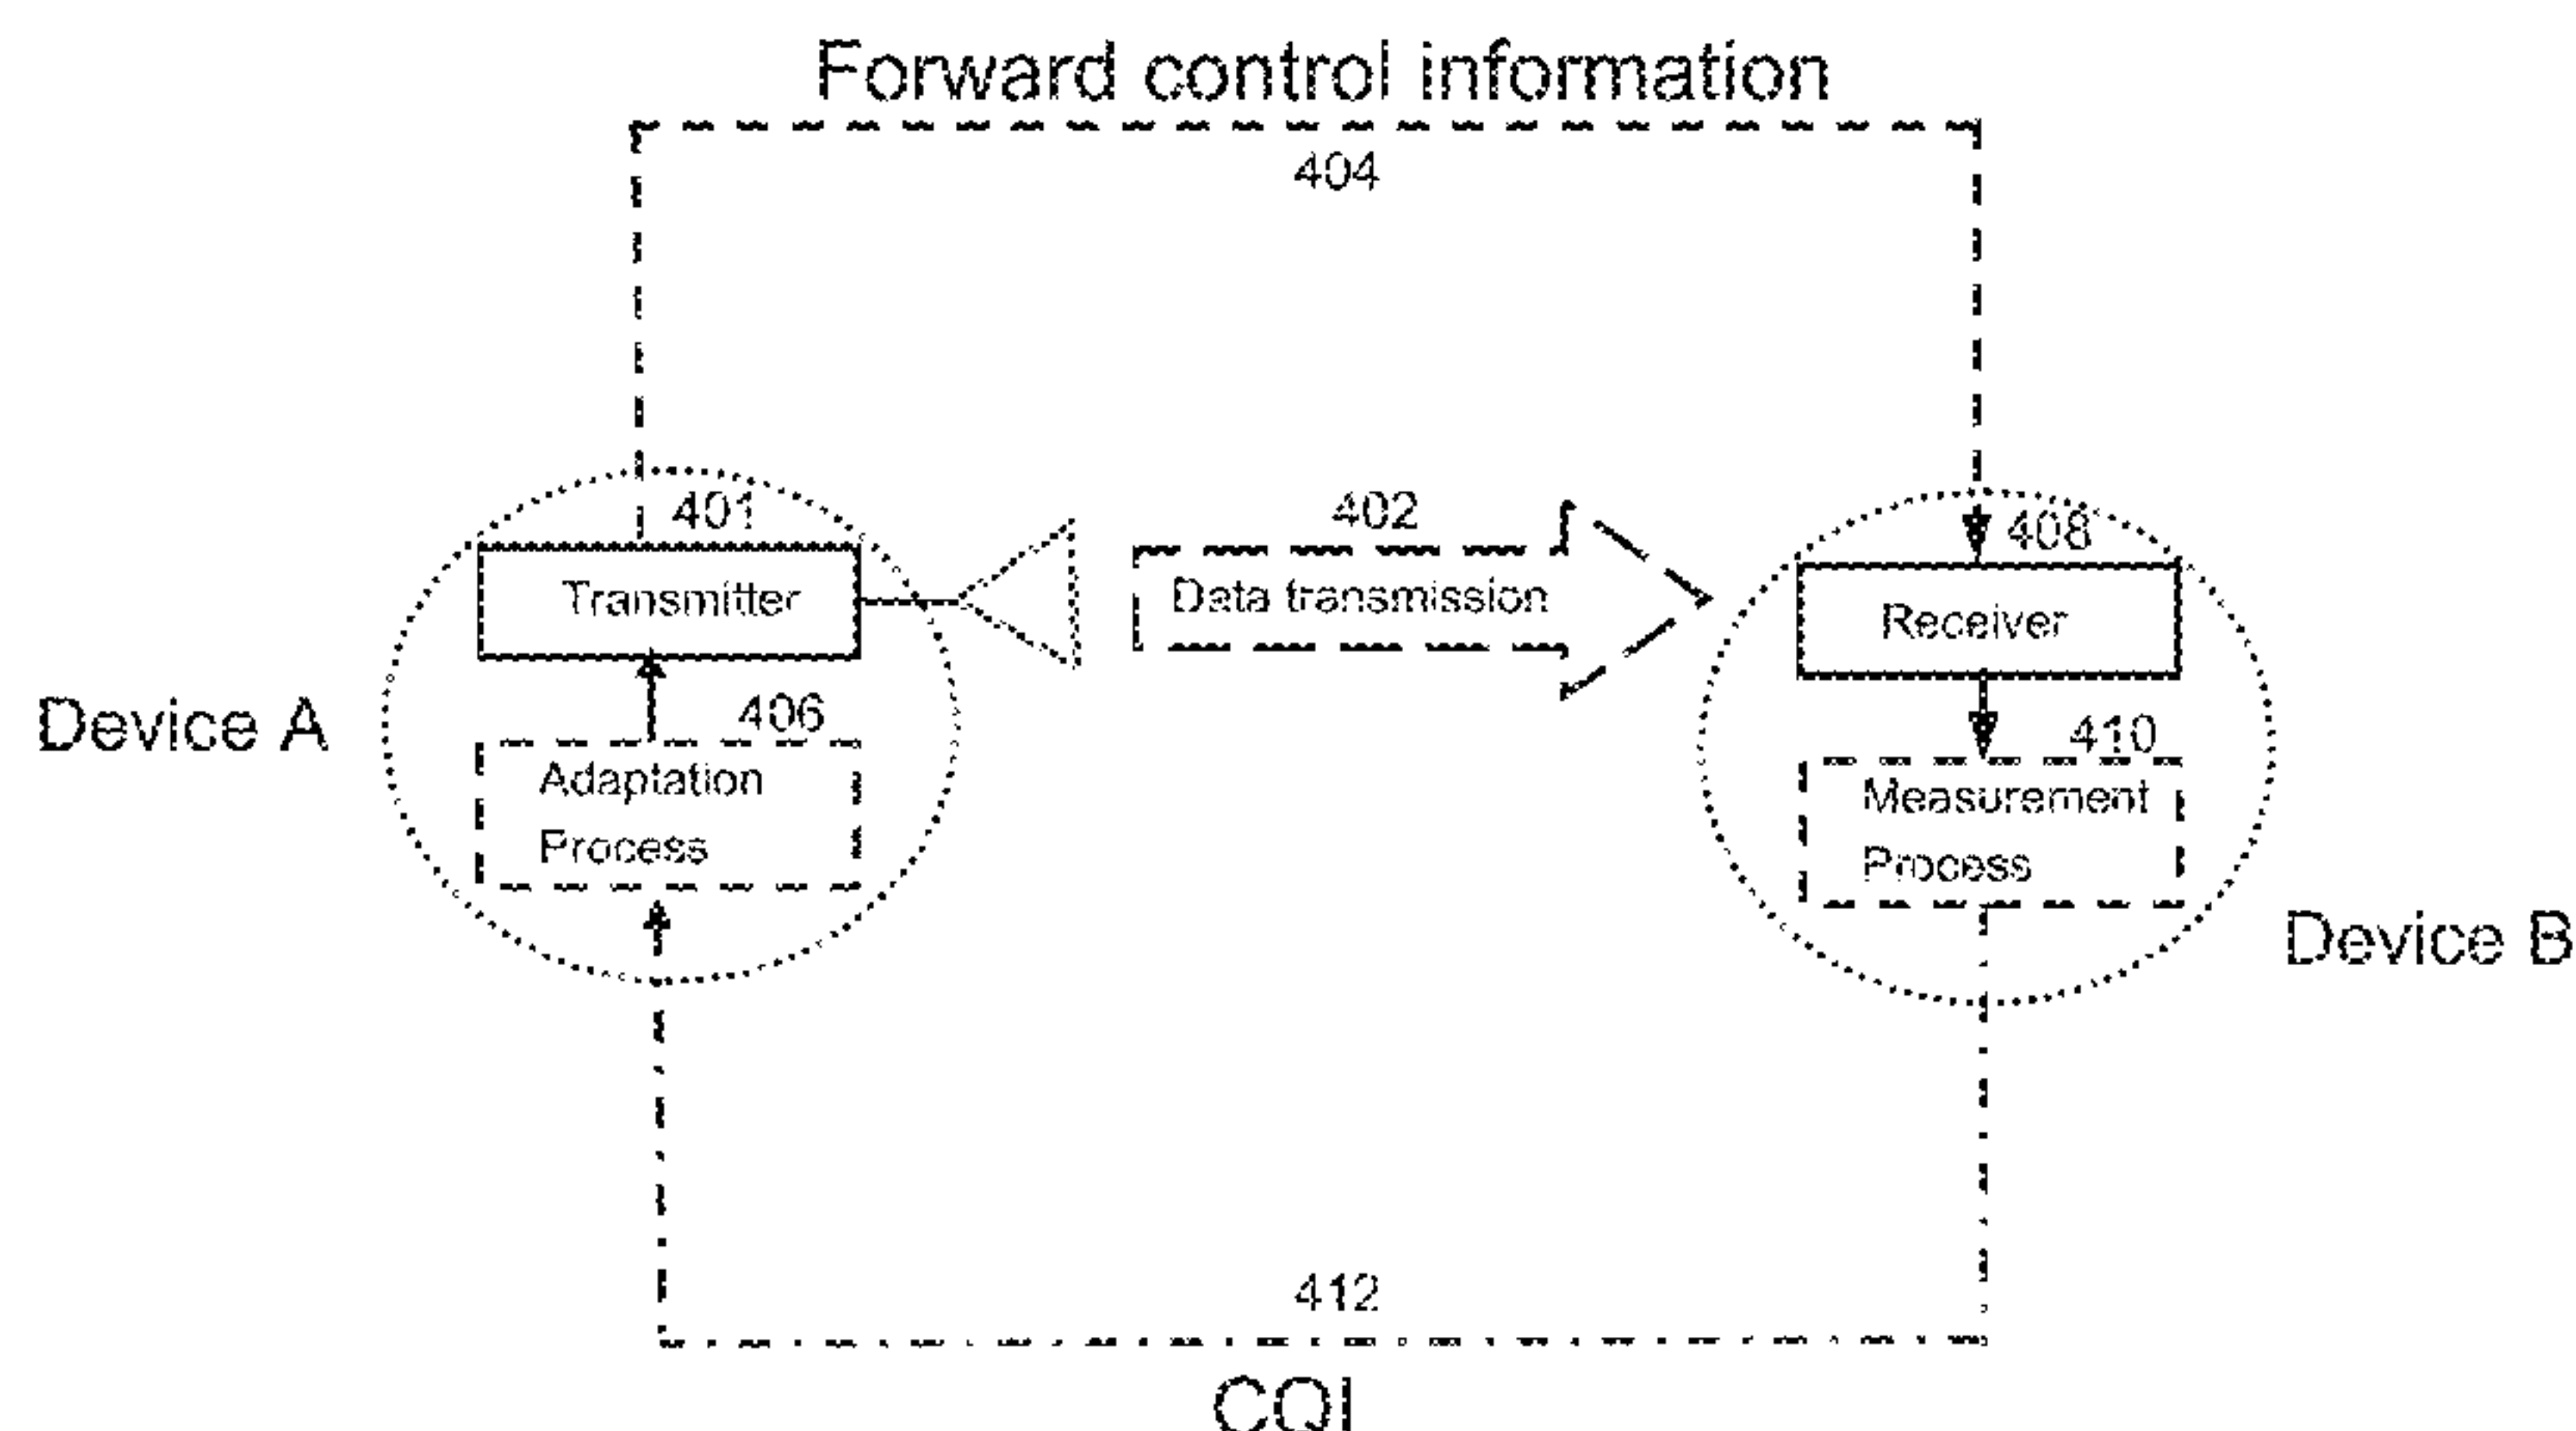 Forward control information
404
401
402
408
Transmitter
Data transmission
Receiver
Device A
406
410
Adaptation
Process
Measurement
Process
Device B
412
CQI